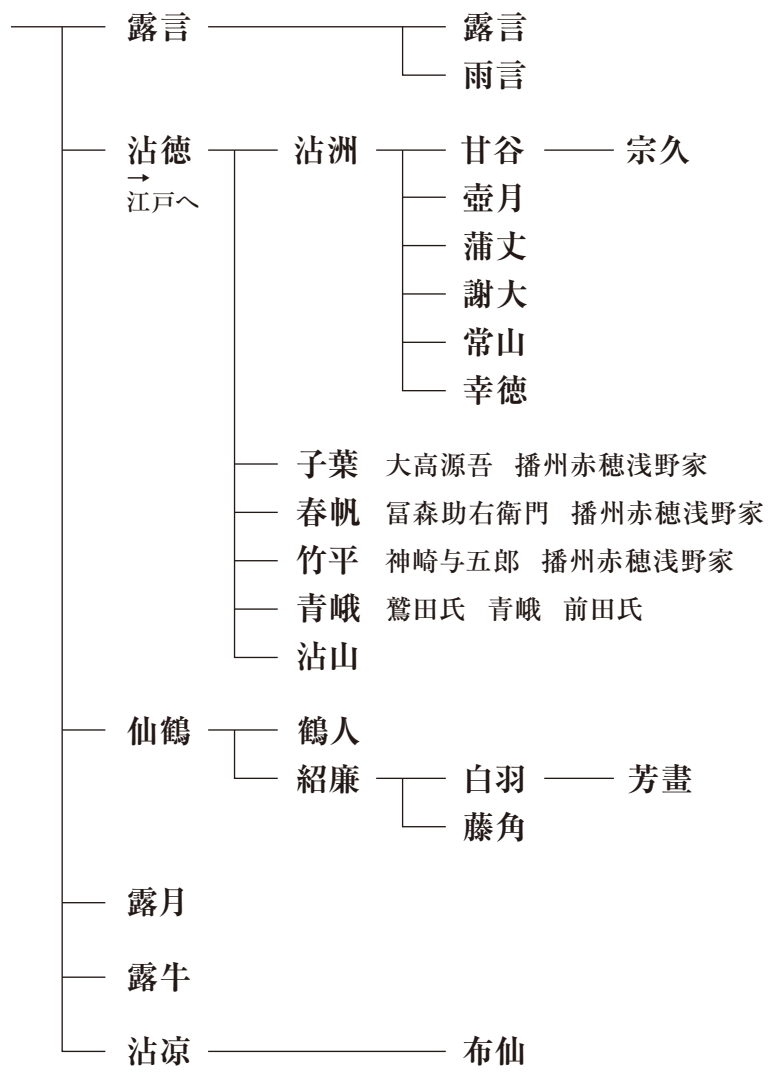 露言 露言
雨言
沾徳 沾洲 甘谷 宗久
→
江戸へ
壺月
蒲丈
謝大
常山
幸徳
子葉 大高源吾 播州赤穂浅野家
春帆 冨森助右衛門 播州赤穂浅野家
竹平 神崎与五郎 播州赤穂浅野家
青峨 鷲田氏 青峨 前田氏
沾山
仙鶴 鶴人
紹廉 白羽 芳畫
藤角
露月
露牛
沾凉 布仙